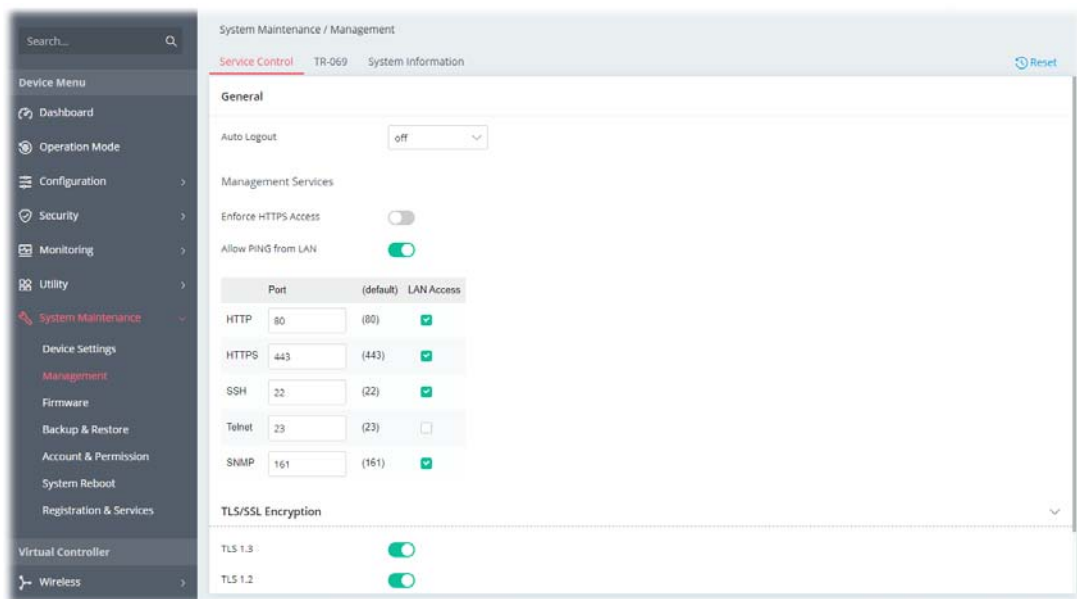 Search...
Device Menu
Dashboard
Operation Mode
Configuration
Security
Monitoring
Utility
System Maintenance
Device Settings
Management
Firmware
Backup & Restore
Account & Permission
System Reboot
Registration & Services
Virtual Controller
Wireless
System Maintenance / Management
Service Control TR-069 System Information Reset
General
Auto Logout off
Management Services
Enforce HTTPS Access
Allow PING from LAN
Port (default) LAN Access
HTTP 80 (80)
HTTPS 443 (443)
SSH 22 (22)
Telnet 23 (23)
SNMP 161 (161)
TLS/SSL Encryption
TLS 1.3
TLS 1.2